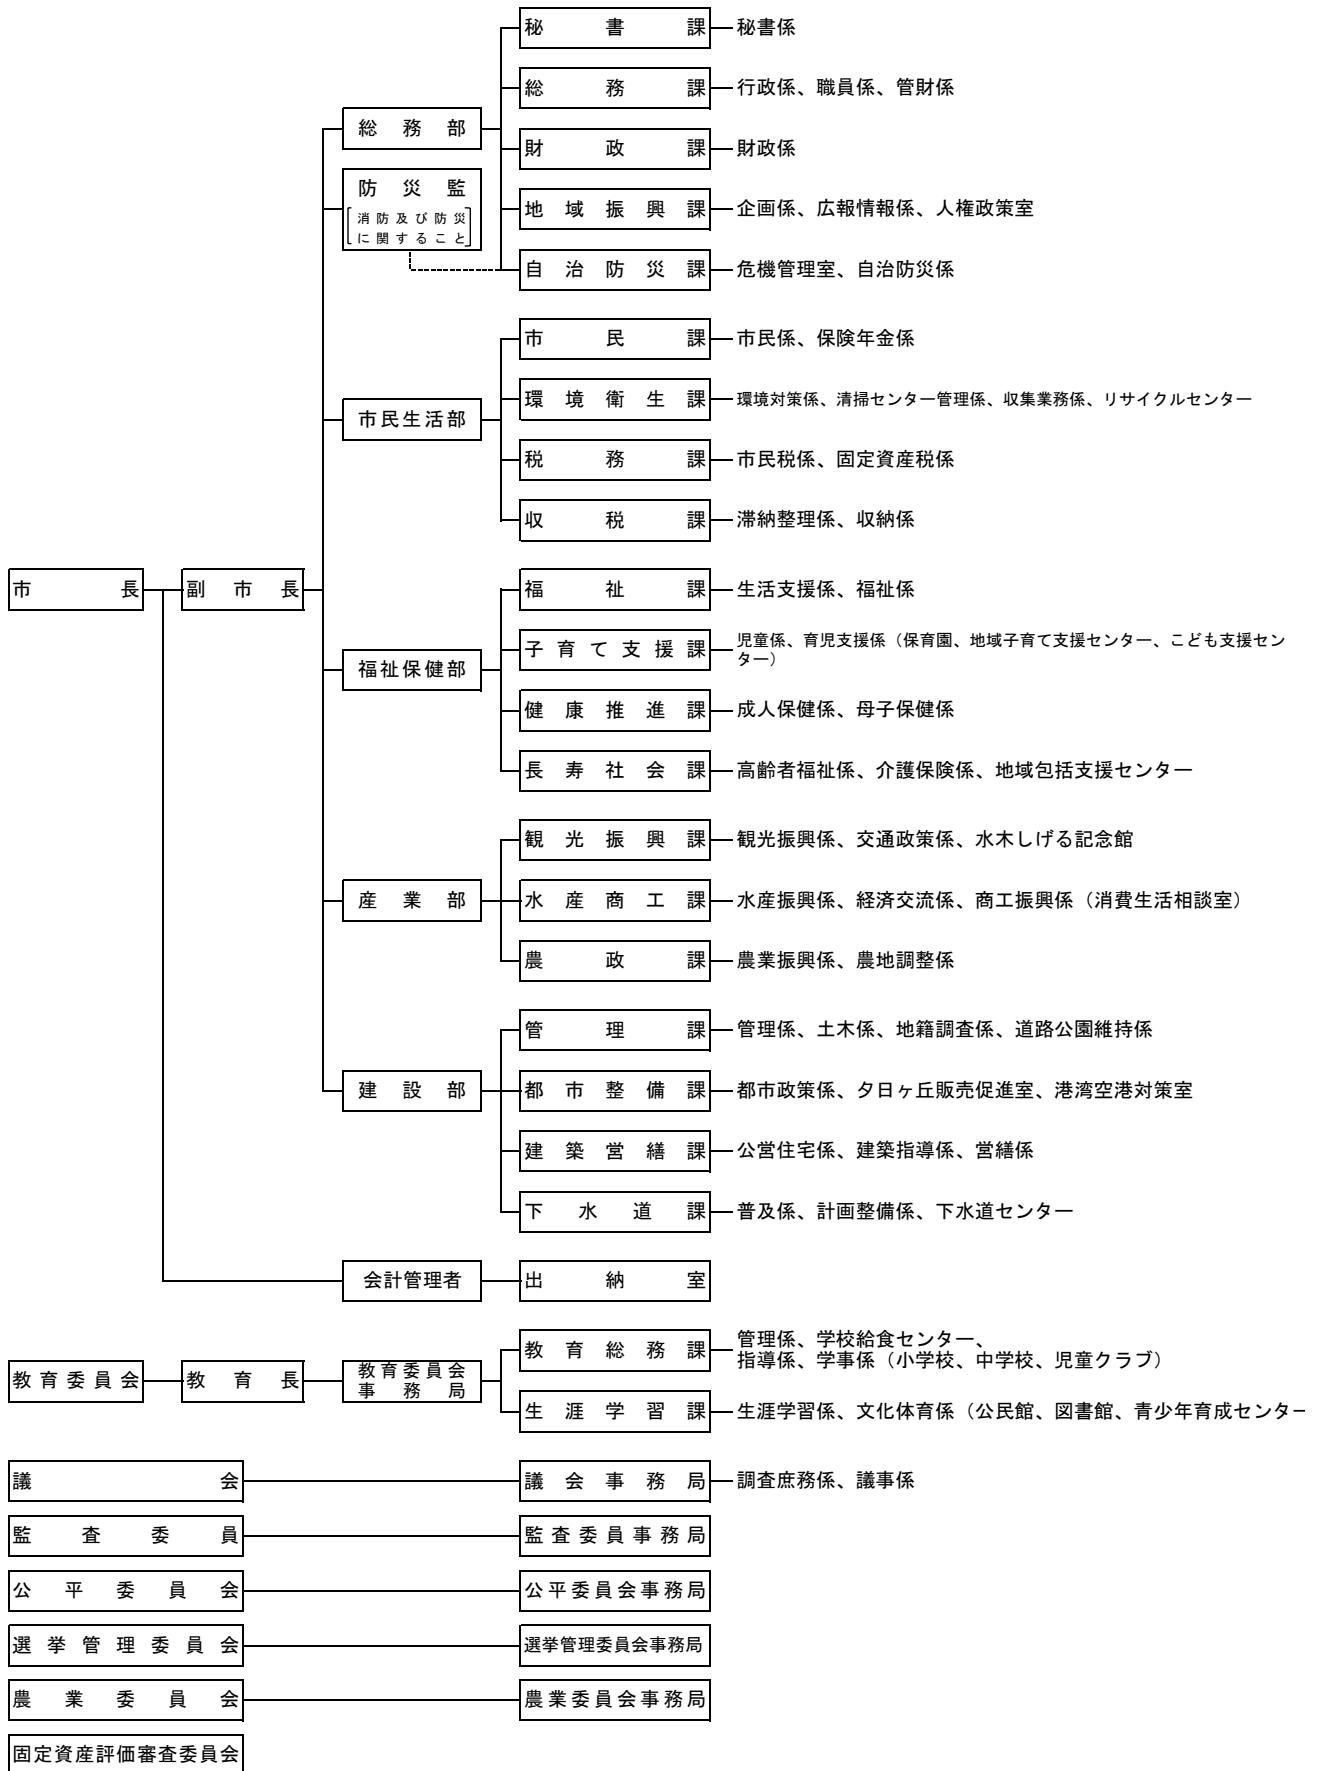 秘書課 秘書係
総務課 行政係、職員係、管財係
総務部
財政課 財政係
防災監
消防及び防災
に関すること
地域振興課 企画係、広報情報係、人権政策室
自治防災課 危機管理室、自治防災係
市民課 市民係、保険年金係
環境衛生課 環境対策係、清掃センター管理係、収集業務係、リサイクルセンター
市民生活部
税務課 市民税係、固定資産税係
収税課 滞納整理係、収納係
市長 副市長
福祉課 生活支援係、福祉係
子育て支援課 児童係、育児支援係（保育園、地域子育て支援センター、こども支援セン
ター）
福祉保健部
健康推進課 成人保健係、母子保健係
長寿社会課 高齢者福祉係、介護保険係、地域包括支援センター
観光振興課 観光振興係、交通政策係、水木しげる記念館
産業部 水産商工課 水産振興係、経済交流係、商工振興係（消費生活相談室）
農政課 農業振興係、農地調整係
管理課 管理係、土木係、地籍調査係、道路公園維持係
建設部 都市整備課 都市政策係、夕日ヶ丘販売促進室、港湾空港対策室
建築営繕課 公営住宅係、建築指導係、営繕係
下水道課 普及係、計画整備係、下水道センター
会計管理者 出納室
教育総務課 管理係、学校給食センター、
指導係、学事係（小学校、中学校、児童クラブ）
教育委員会 教育長 教育委員会
事務局
生涯学習課 生涯学習係、文化体育係（公民館、図書館、青少年育成センター
議会 議会事務局 調査庶務係、議事係
監査委員 監査委員事務局
公平委員会 公平委員会事務局
選挙管理委員会 選挙管理委員会事務局
農業委員会 農業委員会事務局
固定資産評価審査委員会